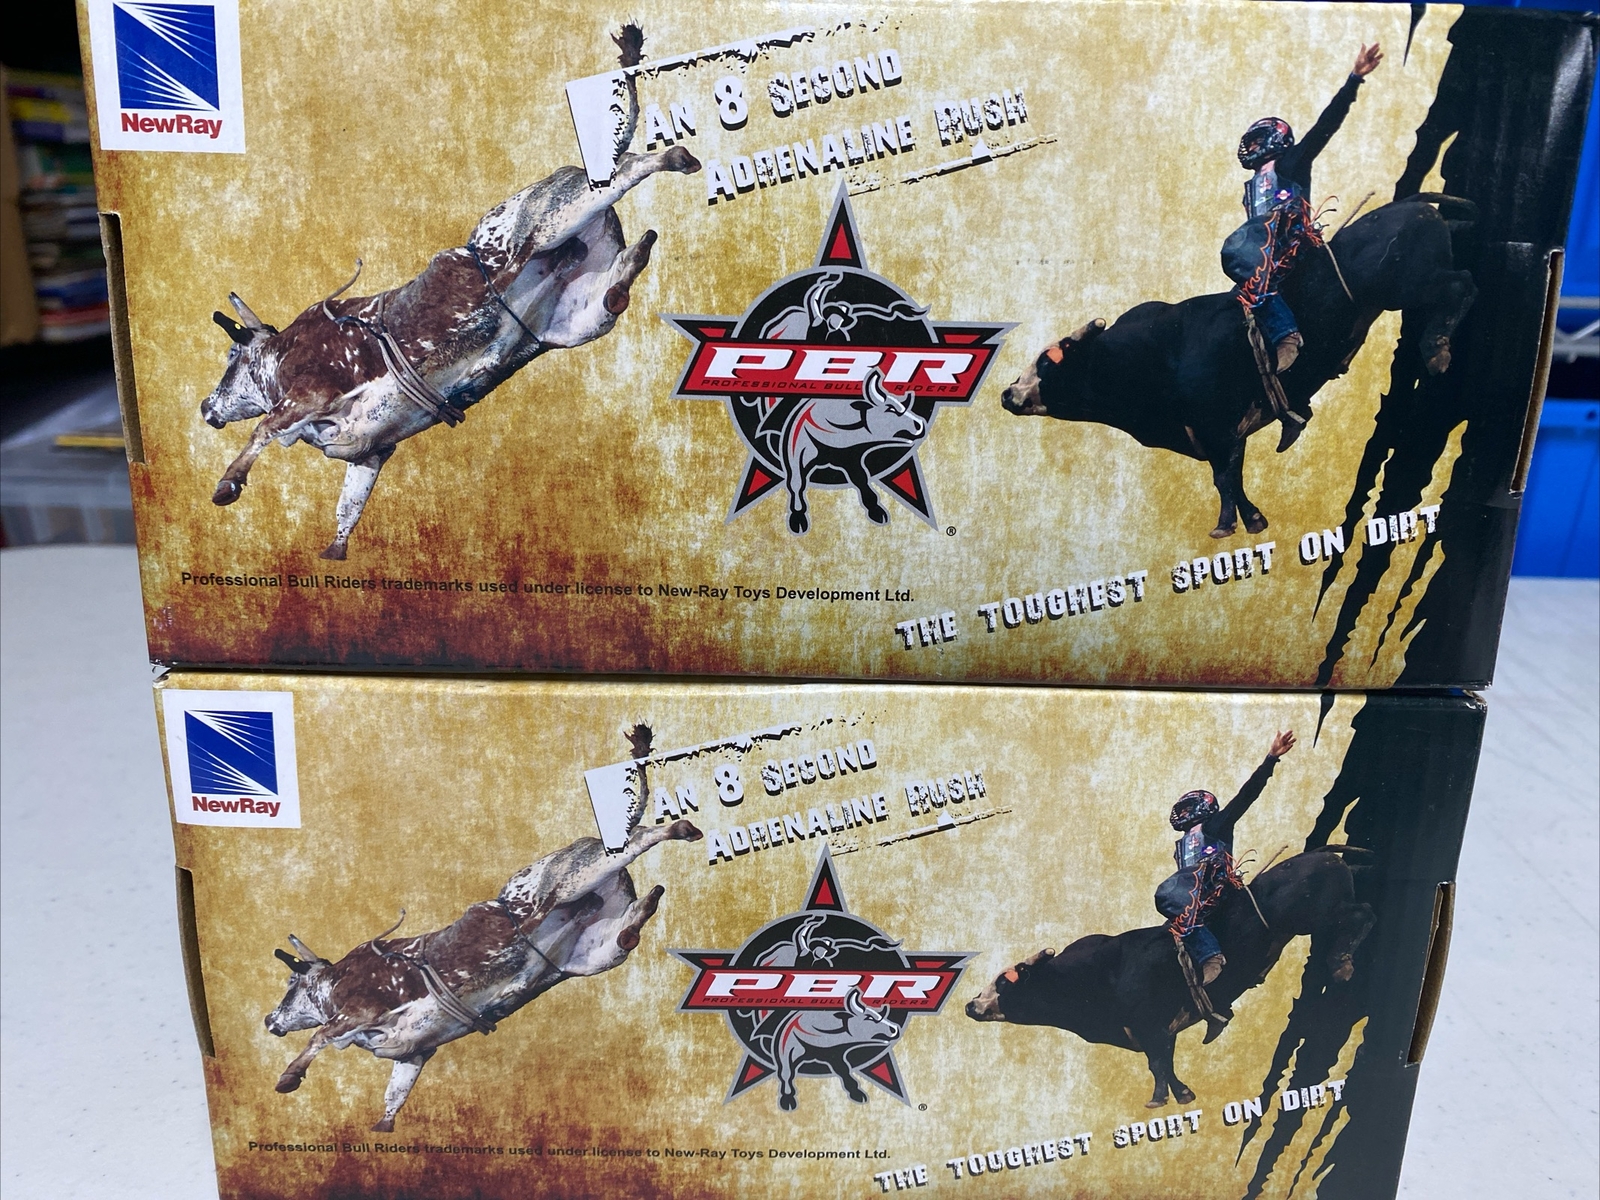 NewRay
AN 8 SECOND
ADRENALINE RUSH
PBR
PROFESSIONAL BULL RIDERS
®
Professional Bull Riders trademarks used under license to New-Ray Toys Development Ltd.
THE TOUGHEST SPORT ON DIRT
NewRay
AN 8 SECOND
ADRENALINE RUSH
PBR
PROFESSIONAL BULL RIDERS
®
Professional Bull Riders trademarks used under license to New-Ray Toys Development Ltd.
THE TOUGHEST SPORT ON DIRT